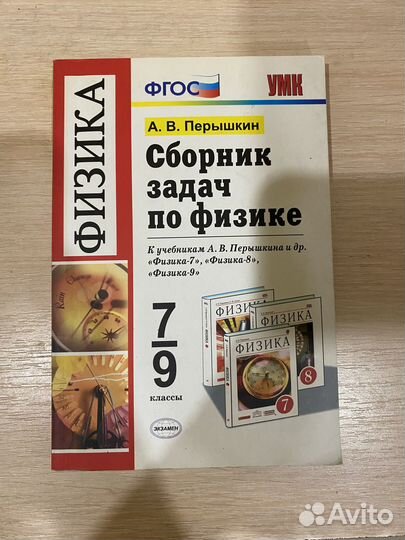 ФИЗИКА
ФГОС
УМК
А. В. Перышкин
Сборник
задач
по физике
К учебникам А. В. Перышкина и др.
«Физика-7», «Физика-8»,
«Физика-9»
7
9
классы
ФИЗИКА
ФИЗИКА
8
ФИЗИКА
7
ЭКЗАМЕН
Avito